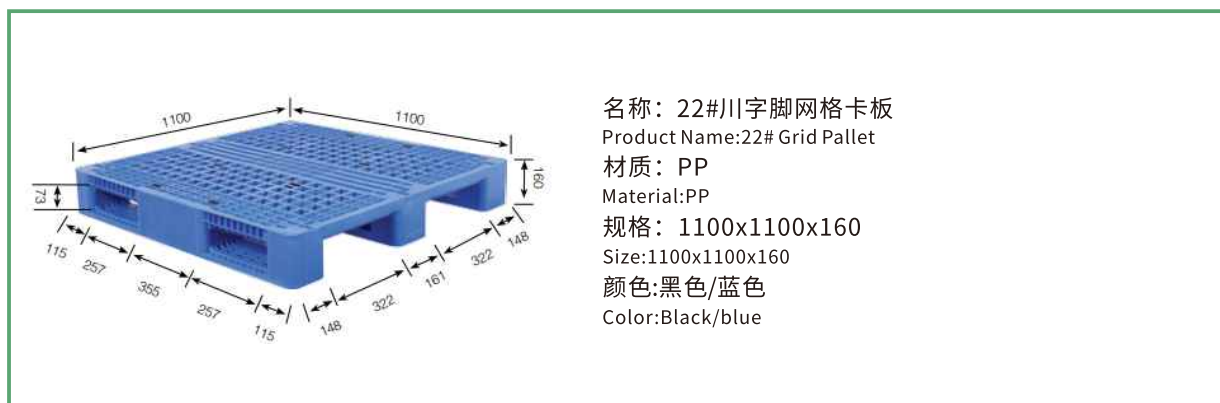 1100
1100
160
73
115
257
355
257
115
148
322
161
322
148
名称：22#川字脚网格卡板
Product Name:22# Grid Pallet
材质：PP
Material:PP
规格：1100x1100x160
Size:1100x1100x160
颜色:黑色/蓝色
Color:Black/blue